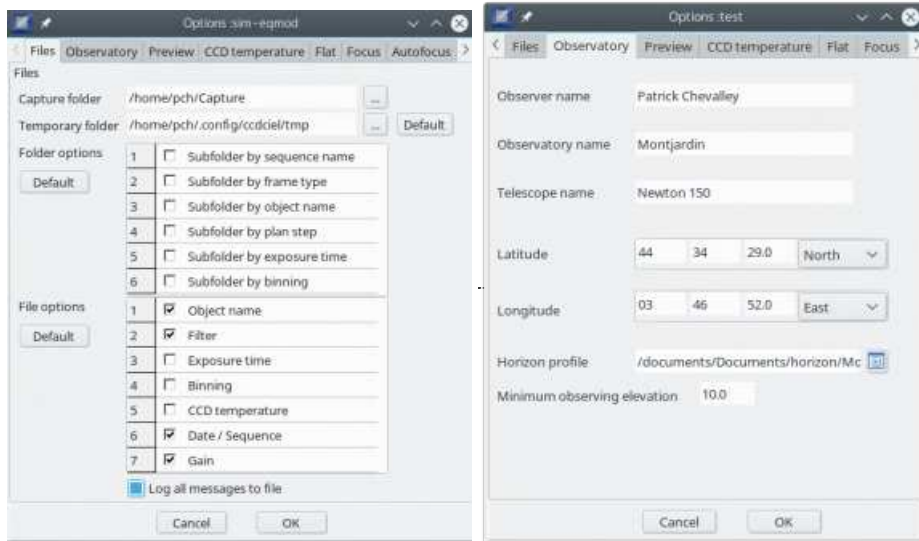 Options :sim-eqmod
Files Observatory Preview CCD temperature Flat Focus Autofocus
Files
Capture folder /home/pch/Capture ...
Temporary folder /home/pch/.config/ccdciel/tmp ... Default
Folder options
Default
1 Subfolder by sequence name
2 Subfolder by frame type
3 Subfolder by object name
4 Subfolder by plan step
5 Subfolder by exposure time
6 Subfolder by binning
File options
Default
1 Object name
2 Filter
3 Exposure time
4 Binning
5 CCD temperature
6 Date / Sequence
7 Gain
Log all messages to file
Cancel OK
Options :test
Files Observatory Preview CCD temperature Flat Focus
Observer name Patrick Chevalley
Observatory name Montjardin
Telescope name Newton 150
Latitude 44 34 29.0 North
Longitude 03 46 52.0 East
Horizon profile /documents/Documents/horizon/Mc
Minimum observing elevation 10.0
Cancel OK